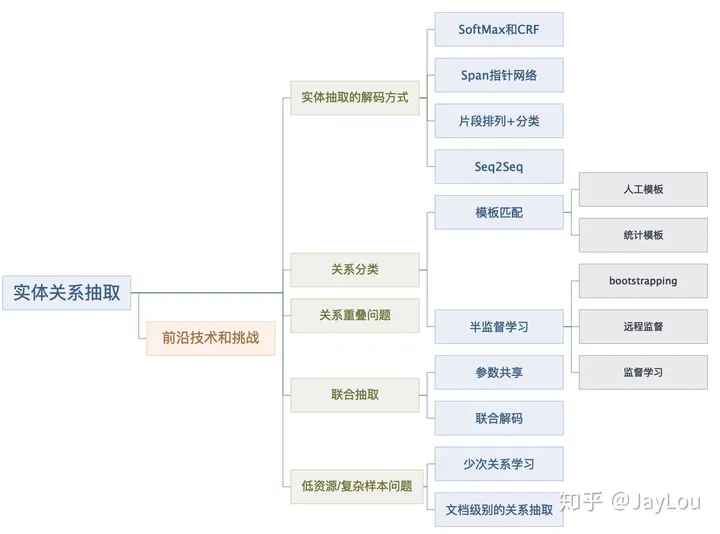 实体关系抽取
前沿技术和挑战
实体抽取的解码方式
SoftMax和CRF
Span指针网络
片段排列+分类
Seq2Seq
关系分类
模板匹配
人工模板
统计模板
半监督学习
bootstrapping
远程监督
监督学习
关系重叠问题
联合抽取
参数共享
联合解码
低资源/复杂样本问题
少次关系学习
文档级别的关系抽取
知乎 @JayLou